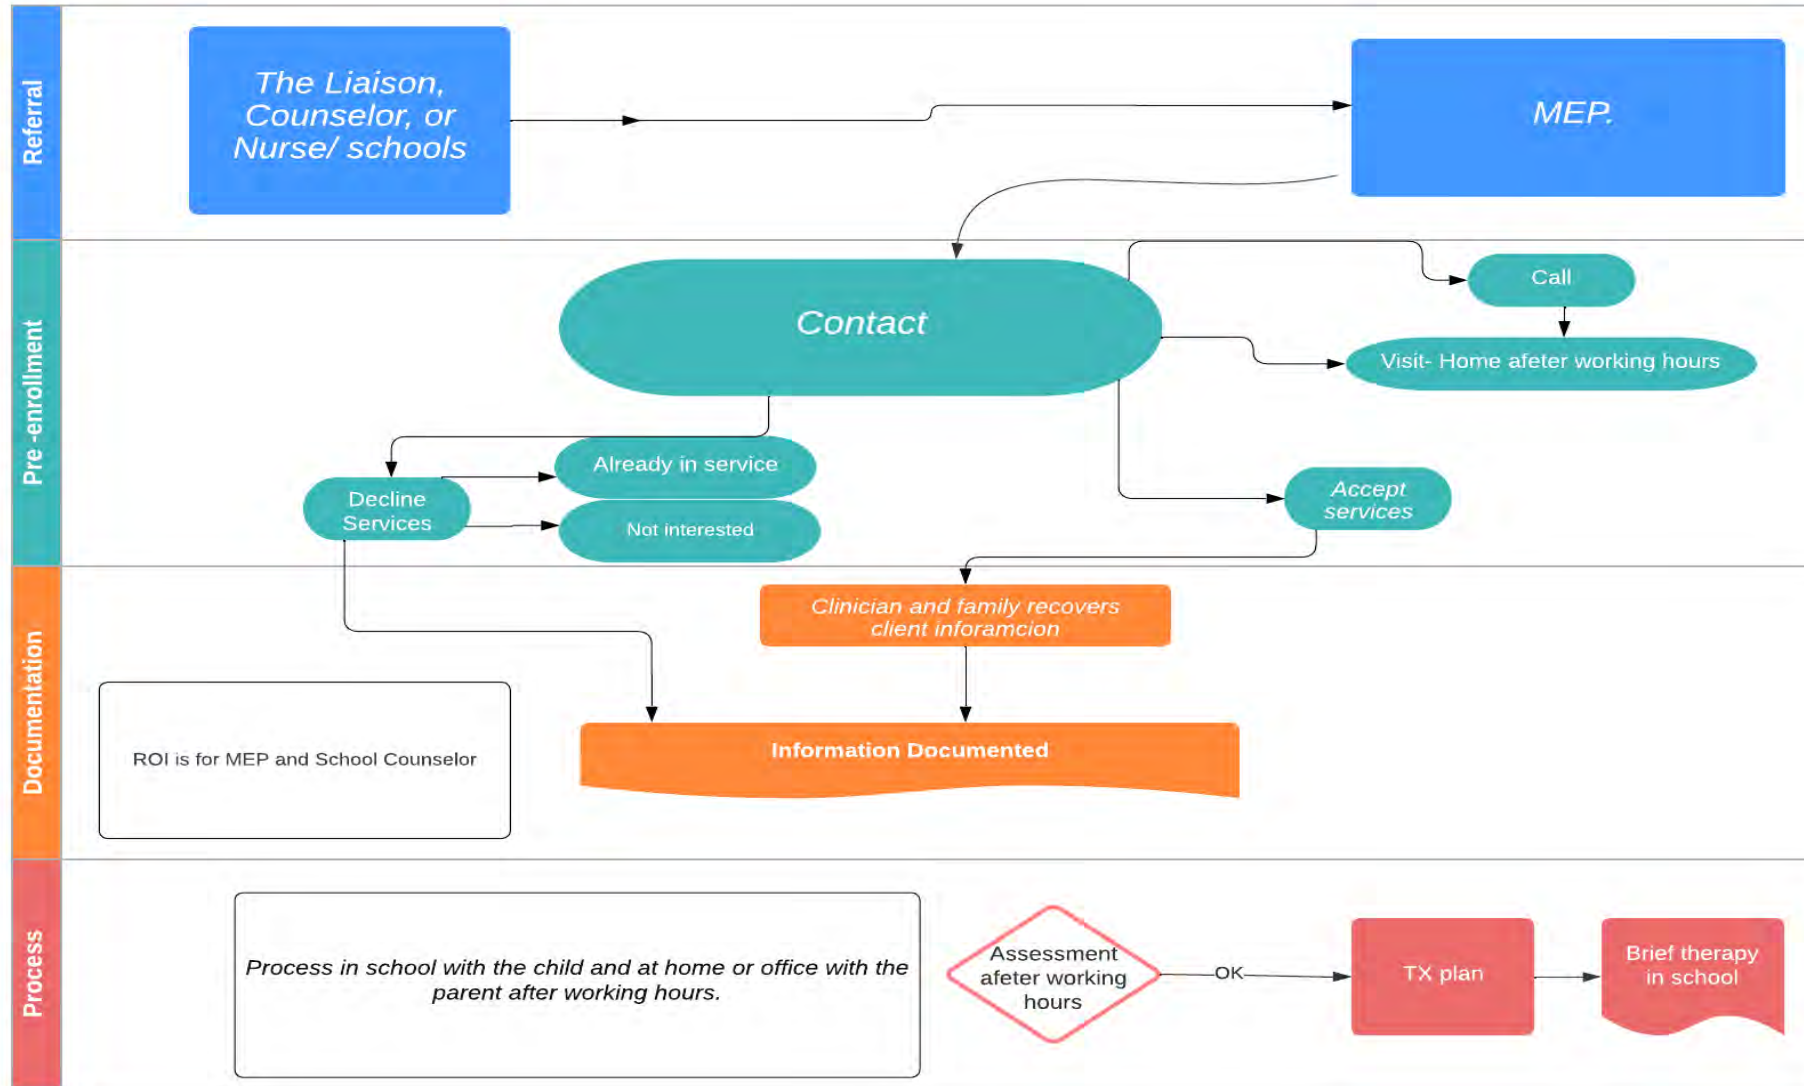 Referral
The Liaison,
Counselor, or
Nurse/ schools
MEP.
Pre -enrollment
Contact
Call
Visit- Home afeter working hours
Already in service
Decline
Services
Not interested
Accept
services
Documentation
Clinician and family recovers
client inforamcion
ROI is for MEP and School Counselor
Information Documented
Process
Process in school with the child and at home or office with the
parent after working hours.
Assessment
afeter working
hours
OK
TX plan
Brief therapy
in school